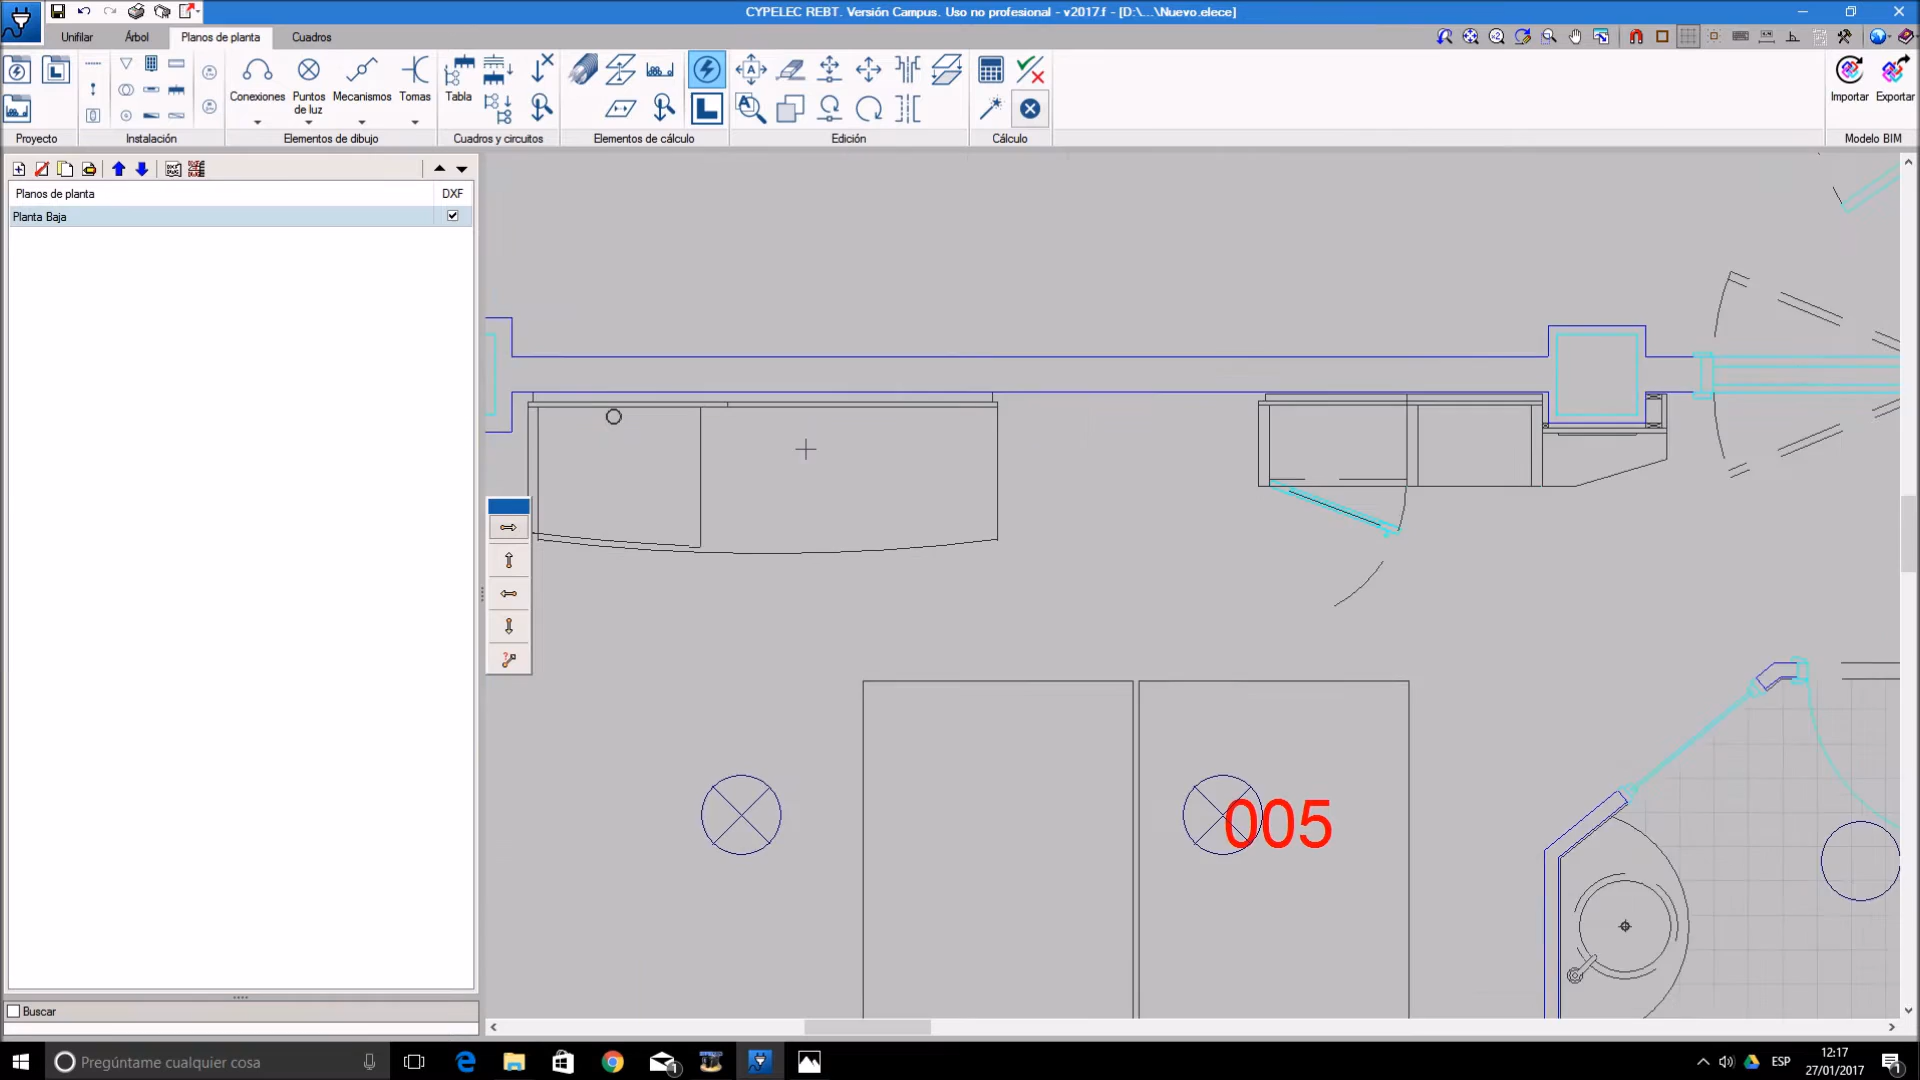 CYPELEC REBT. Versión Campus. Uso no profesional - v2017.f - [D:\...\Nuevo.elece]
Unifilar Árbol Planos de planta Cuadros
Conexiones Puntos de luz Mecanismos Tomas Tabla Importar Exportar
Proyecto Instalación Elementos de dibujo Cuadros y circuitos Elementos de cálculo Edición Cálculo Modelo BIM
Planos de planta DXF
Planta Baja
005
Buscar
Pregúntame cualquier cosa
ESP
12:17
27/01/2017